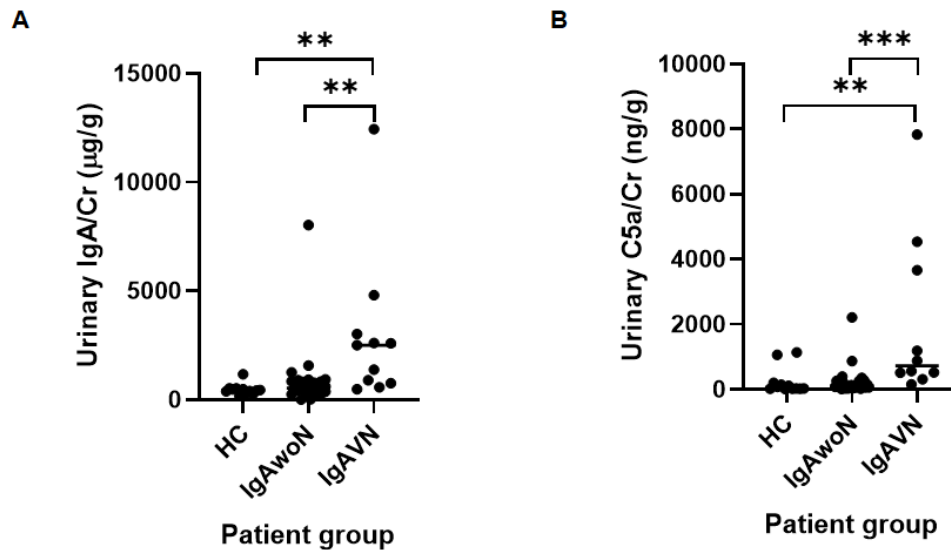 A
**
**
15000
10000
5000
0
Urinary IgA/Cr (μg/g)
HC
IgAwoN
IgAVN
Patient group
B
***
**
10000
8000
6000
4000
2000
0
Urinary C5a/Cr (ng/g)
HC
IgAwoN
IgAVN
Patient group